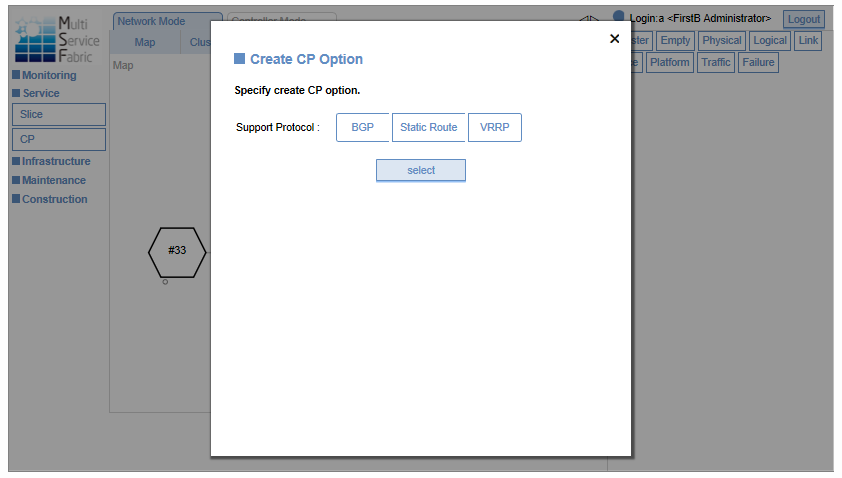 Multi
Service
Fabric
Network Mode
Controller Mode
Login:a <FirstB Administrator>
Logout
Map
Clus
ster
Empty
Physical
Logical
Link
Platform
Traffic
Failure
Map
Monitoring
Service
Slice
CP
Infrastructure
Maintenance
Construction
#33
×
Create CP Option
Specify create CP option.
Support Protocol :
BGP
Static Route
VRRP
select